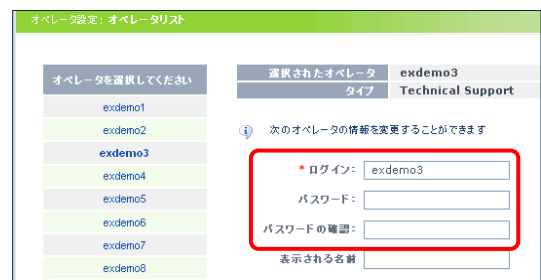 オペレータ設定: オペレータリスト
オペレータを選択してください
exdemo1
exdemo2
exdemo3
exdemo4
exdemo5
exdemo6
exdemo7
exdemo8
選択されたオペレータ exdemo3
タイプ Technical Support
次のオペレータの情報を変更することができます
* ログイン: exdemo3
パスワード:
パスワードの確認:
表示される名前